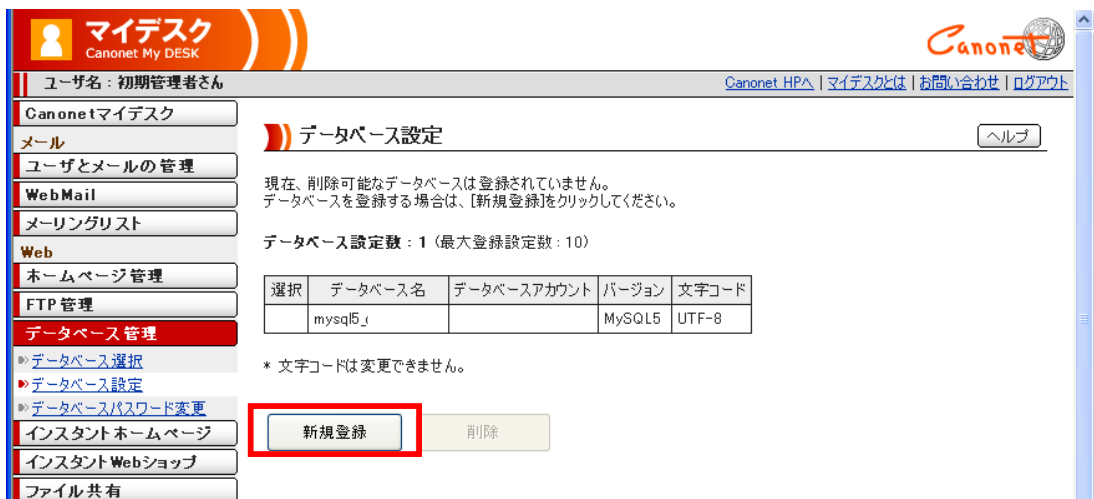 マイデスク
Canonet My DESK
Canonet
ユーザ名：初期管理者さん
Canonet HPへ | マイデスクとは | お問い合わせ | ログアウト
Canonetマイデスク
メール
ユーザとメールの管理
WebMail
メーリングリスト
Web
ホームページ管理
FTP管理
データベース管理
データベース選択
データベース設定
データベースパスワード変更
インスタントホームページ
インスタントWebショップ
ファイル共有
データベース設定
ヘルプ
現在、削除可能なデータベースは登録されていません。
データベースを登録する場合は、[新規登録]をクリックしてください。
データベース設定数：1（最大登録設定数：10）
選択 データベース名 データベースアカウント バージョン 文字コード
mysql5_ MySQL5 UTF-8
* 文字コードは変更できません。
新規登録 削除